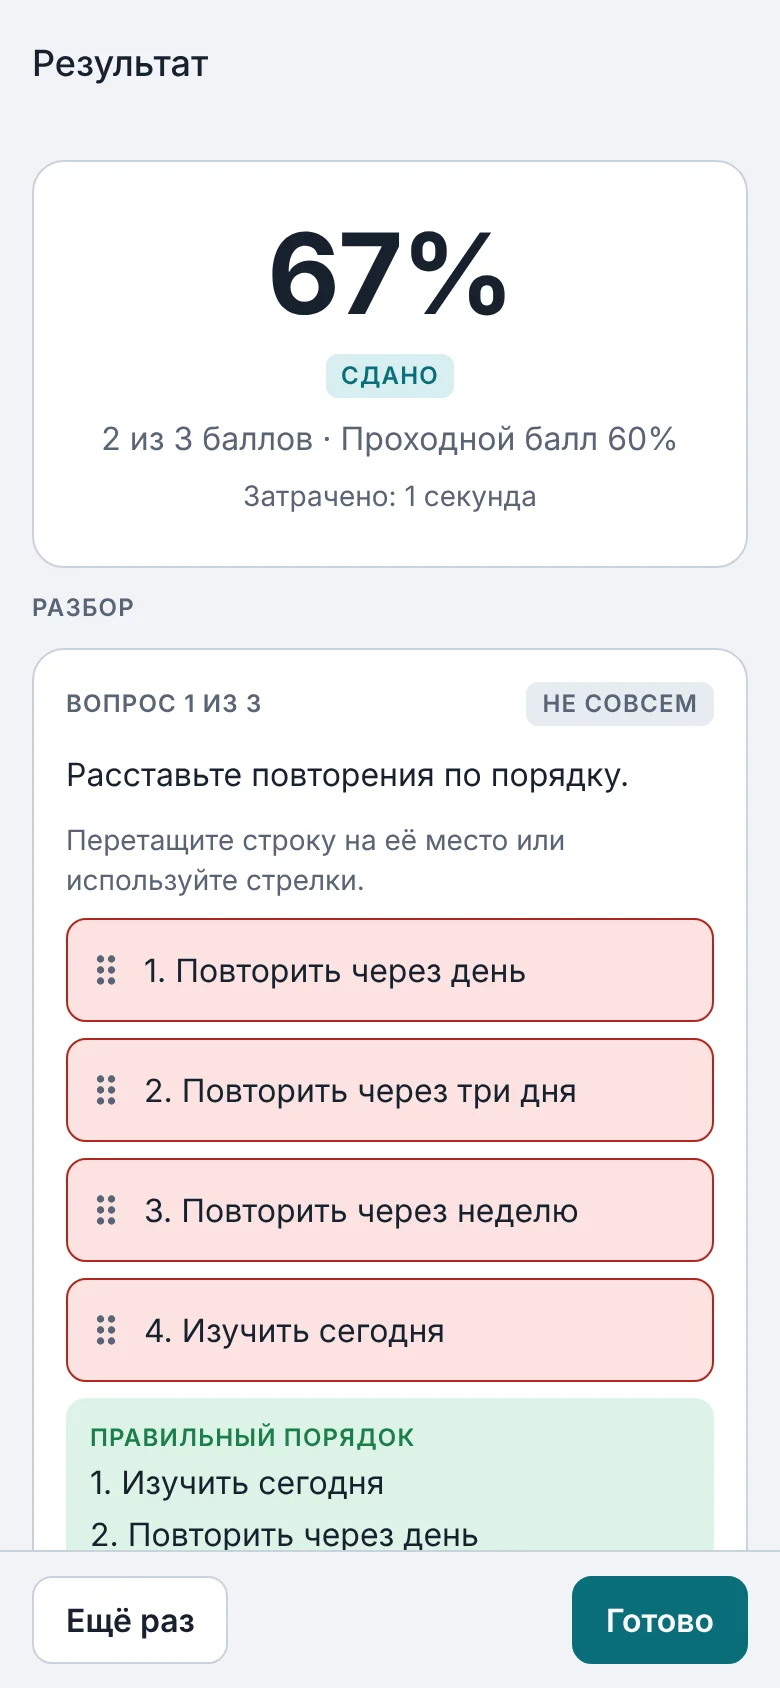 Результат
67%
СДАНО
2 из 3 баллов · Проходной балл 60%
Затрачено: 1 секунда
РАЗБОР
ВОПРОС 1 ИЗ 3
НЕ СОВСЕМ
Расставьте повторения по порядку.
Перетащите строку на её место или
используйте стрелки.
1. Повторить через день
2. Повторить через три дня
3. Повторить через неделю
4. Изучить сегодня
ПРАВИЛЬНЫЙ ПОРЯДОК
1. Изучить сегодня
2. Повторить через день
Ещё раз
Готово